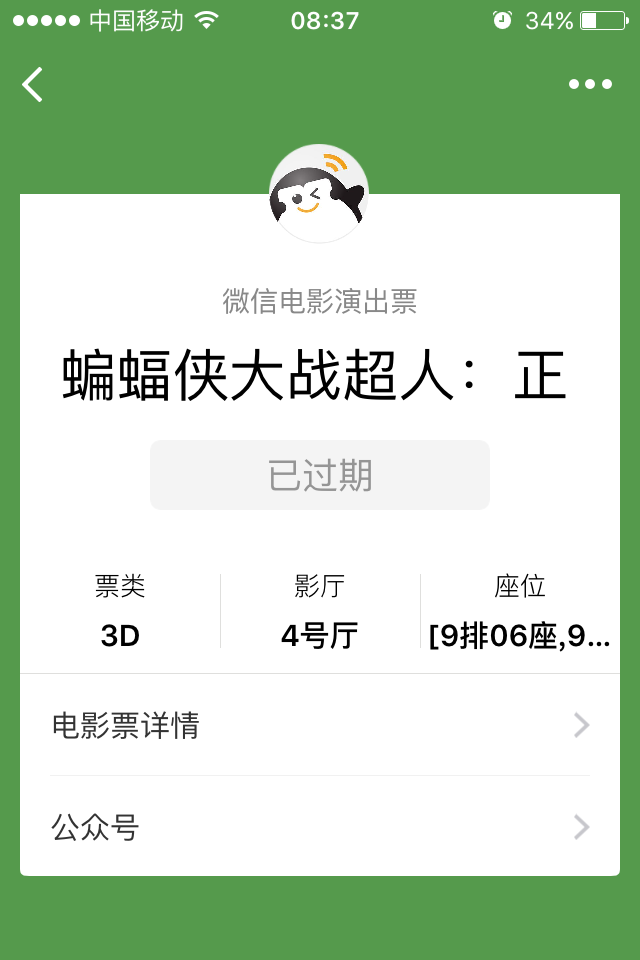 中国移动 08:37 34%
微信电影演出票
蝙蝠侠大战超人：正
已过期
票类 影厅 座位
3D 4号厅 [9排06座,9...
电影票详情
公众号